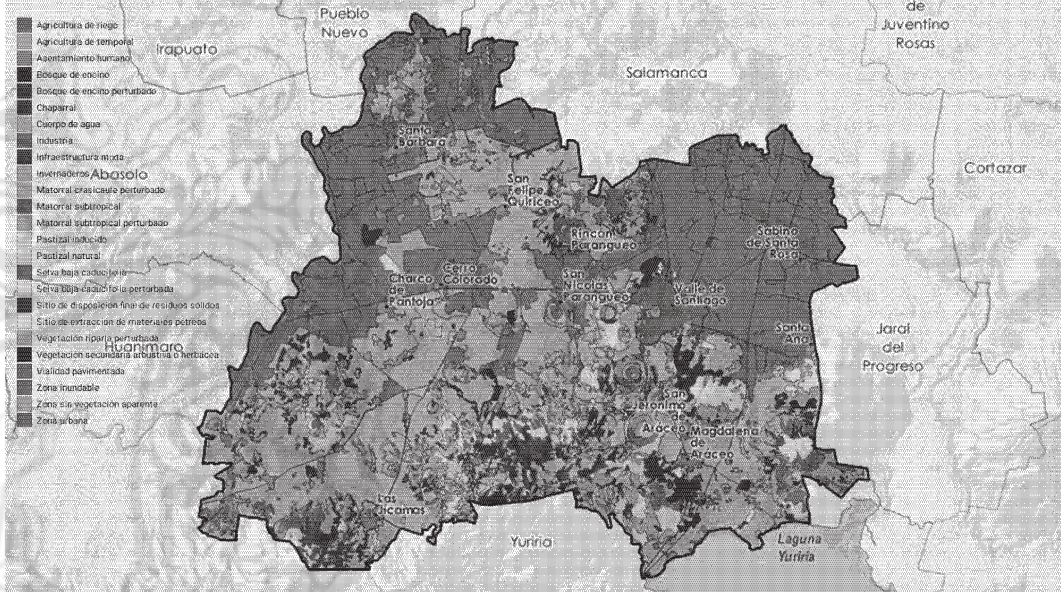 Agricultura de riego
Agricultura de temporal
Asentamiento humano
Bosque de encino
Bosque de encino perturbado
Chaparral
Cuerpo de agua
Industria
Infraestructura mixta
Invernaderos
Matorral crasicaule perturbado
Matorral subtropical
Matorral subtropical perturbado
Pastizal inducido
Pastizal natural
Selva baja caducifolia
Selva baja caducifolia perturbada
Sitio de disposición final de residuos sólidos
Sitio de extracción de materiales pétreos
Vegetación riparia perturbada
Vegetación secundaria arbustiva o herbácea
Vialidad pavimentada
Zona inundable
Zona sin vegetación aparente
Zona urbana
Pueblo
Nuevo
Irapuato
de
Juventino
Rosas
Salamanca
Cortazar
Abasolo
Santa
Bárbara
San
Felipe
Quiriceo
Rincón
Parangueo
Sabino
de Santa
Rosa
Charco
de
Pantoja
Cerro
Colorado
San
Nicolás
Parangueo
Valle de
Santiago
Santa
Ana
Jaral
del
Progreso
Huanímaro
San
Jerónimo
de
Araceo
Magdalena
de
Araceo
Las
Jícamas
Yuriria
Laguna
Yuriria